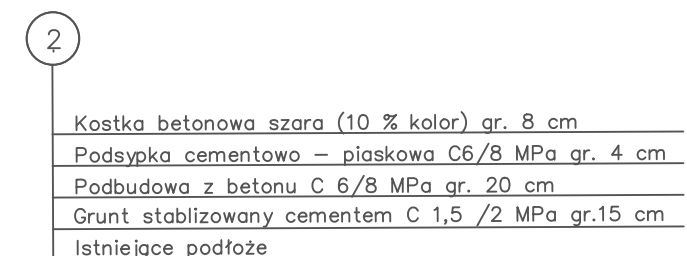 2
Kostka betonowa szara (10 % kolor) gr. 8 cm
Podsypka cementowo – piaskowa C6/8 MPa gr. 4 cm
Podbudowa z betonu C 6/8 MPa gr. 20 cm
Grunt stablizowany cementem C 1,5 /2 MPa gr.15 cm
Istniejące podłoże